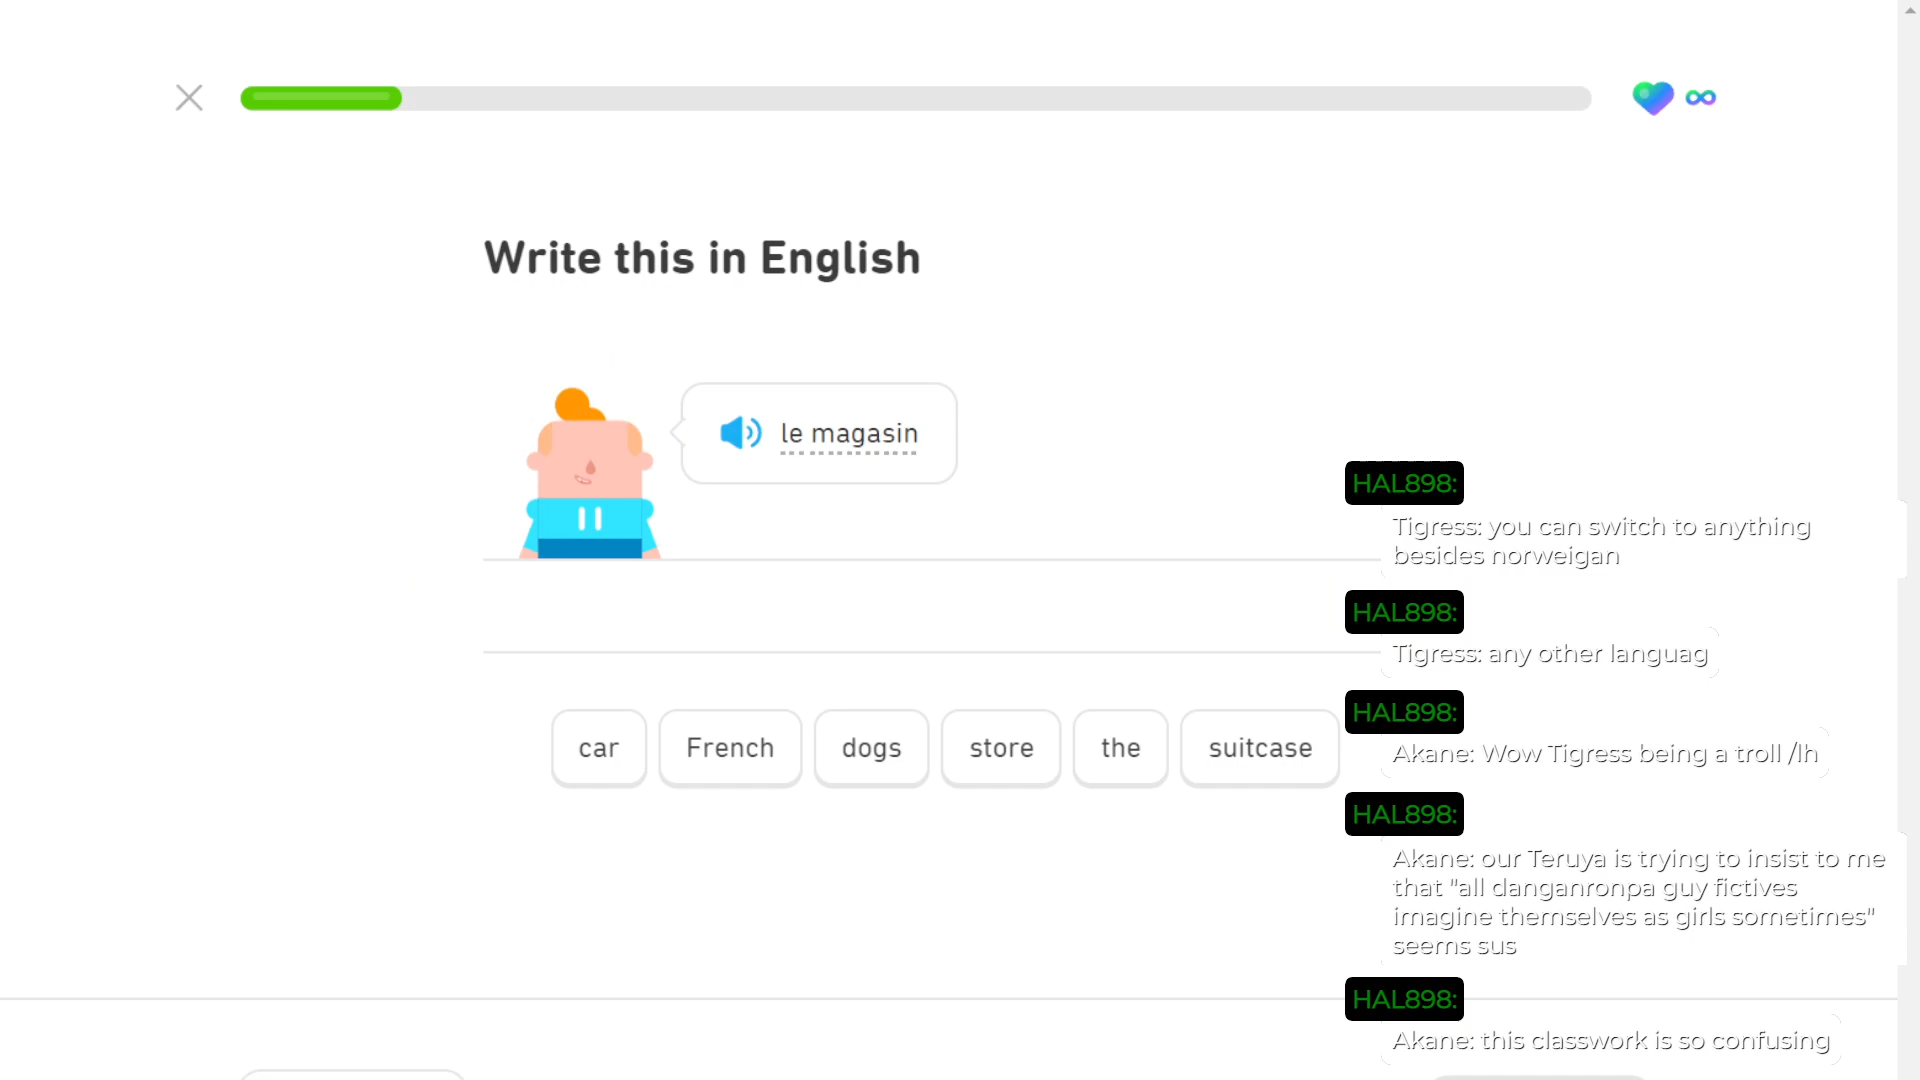 Write this in English
le magasin
car
French
dogs
store
the
suitcase
HAL898:
Tigress: you can switch to anything
besides norweigan
HAL898:
Tigress: any other languag
HAL898:
Akane: Wow Tigress being a troll /lh
HAL898:
Akane: our Teruya is trying to insist to me
that "all danganronpa guy fictives
imagine themselves as girls sometimes"
seems sus
HAL898:
Akane: this classwork is so confusing